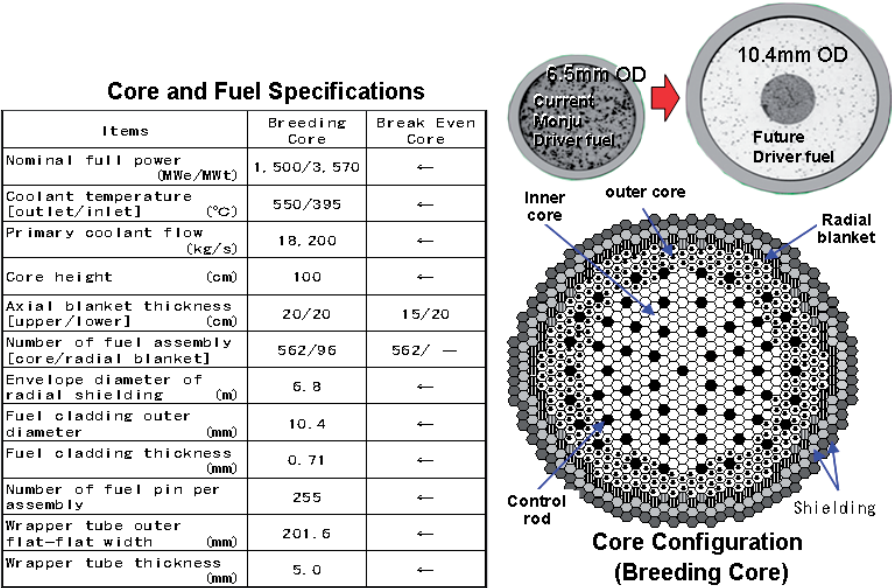 Core and Fuel Specifications
Items
Breeding Core
Break Even Core
Nominal full power (MWe/MWt)
1,500/3,570
←
Coolant temperature [outlet/inlet] (℃)
550/395
←
Primary coolant flow (kg/s)
18,200
←
Core height (cm)
100
←
Axial blanket thickness [upper/lower] (cm)
20/20
15/20
Number of fuel assembly [core/radial blanket]
562/96
562/ —
Envelope diameter of radial shielding (m)
6.8
←
Fuel cladding outer diameter (mm)
10.4
←
Fuel cladding thickness (mm)
0.71
←
Number of fuel pin per assembly
255
←
Wrapper tube outer flat-flat width (mm)
201.6
←
Wrapper tube thickness (mm)
5.0
←
6.5mm OD
Current
Monju
Driver fuel
10.4mm OD
Future
Driver fuel
Inner
core
outer core
Radial
blanket
Control
rod
Shielding
Core Configuration
(Breeding Core)